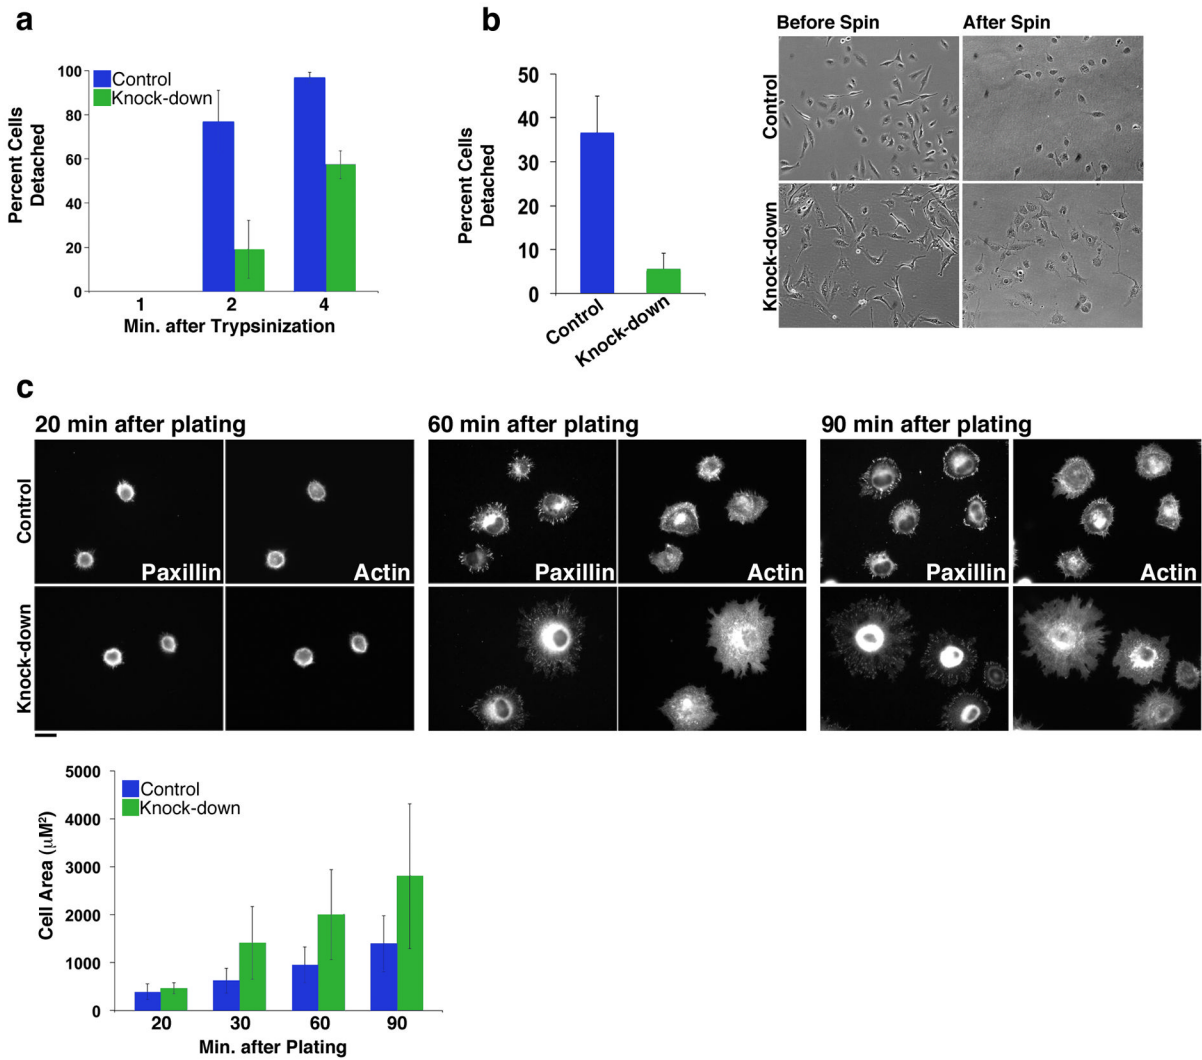 a
100
80
60
40
20
0
Percent Cells
Detached
Control
Knock-down
1 2 4
Min. after Trypsinization
b
50
40
30
20
10
0
Percent Cells
Detached
Control
Knock-down
Before Spin After Spin
Control
Knock-down
c
20 min after plating 60 min after plating 90 min after plating
Control
Paxillin Actin Paxillin Actin Paxillin Actin
Knock-down
5000
4000
3000
2000
1000
0
Cell Area (μM²)
Control
Knock-down
20 30 60 90
Min. after Plating